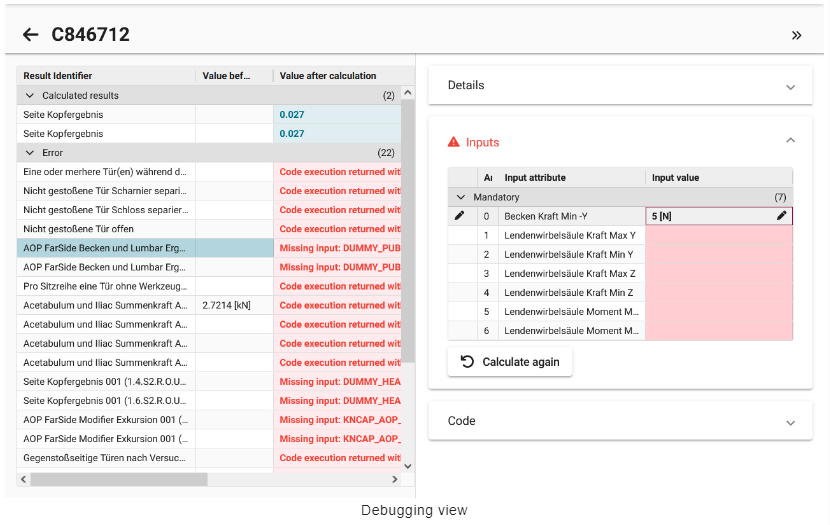 C846712
Result Identifier Value bef... Value after calculation
Calculated results (2)
Seite Kopfergebnis 0.027
Seite Kopfergebnis 0.027
Error (22)
Eine oder merhere Tür(en) während d... Code execution returned wit
Nicht gestoßene Tür Scharnier separi... Code execution returned wit
Nicht gestoßene Tür Schloss separier... Code execution returned wit
Nicht gestoßene Tür offen Code execution returned wit
AOP FarSide Becken und Lumbar Erg... Missing input: DUMMY_PUB
AOP FarSide Becken und Lumbar Erg... Missing input: DUMMY_PUB
Pro Sitzreihe eine Tür ohne Werkzeug... Code execution returned wit
Acetabulum und Iliac Summenkraft A... 2.7214 [kN] Code execution returned wit
Acetabulum und Iliac Summenkraft A... Code execution returned wit
Acetabulum und Iliac Summenkraft A... Code execution returned wit
Acetabulum und Iliac Summenkraft A... Code execution returned wit
Seite Kopfergebnis 001 (1.4.S2.R.O.U... Missing input: DUMMY_HEA
Seite Kopfergebnis 001 (1.6.S2.R.O.U... Missing input: DUMMY_HEA
AOP FarSide Modifier Exkursion 001 (... Missing input: KNCAP_AOP_
AOP FarSide Modifier Exkursion 001 (... Missing input: KNCAP_AOP_
Gegenstoßseitige Türen nach Versuc... Code execution returned wit
Details
Inputs
Input attribute Input value
Mandatory (7)
0 Becken Kraft Min -Y 5 [N]
1 Lendenwirbelsäule Kraft Max Y
2 Lendenwirbelsäule Kraft Min Y
3 Lendenwirbelsäule Kraft Max Z
4 Lendenwirbelsäule Kraft Min Z
5 Lendenwirbelsäule Moment M...
6 Lendenwirbelsäule Moment M...
Calculate again
Code
Debugging view